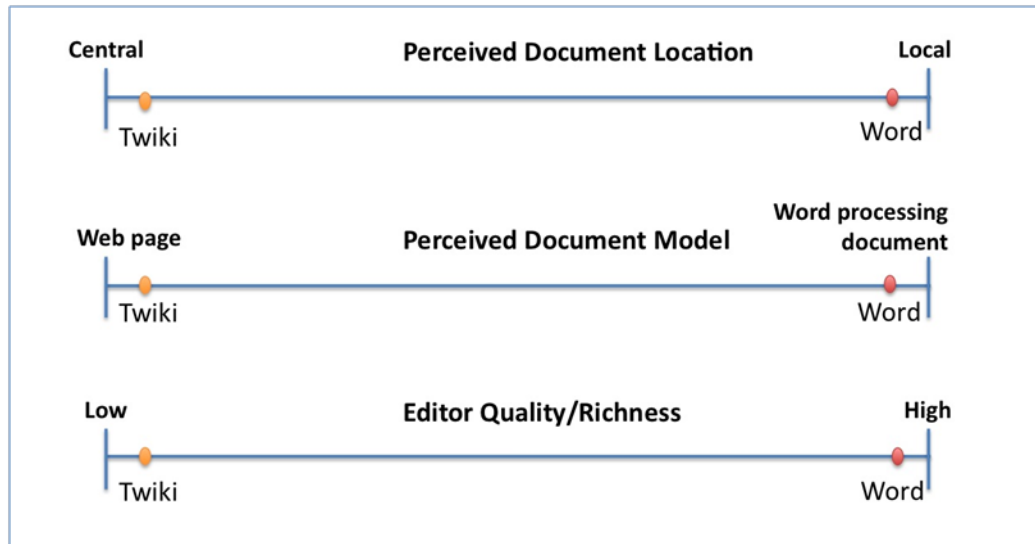 Central Perceived Document Location Local
Twiki Word
Word processing
Web page Perceived Document Model document
Twiki Word
Low Editor Quality/Richness High
Twiki Word